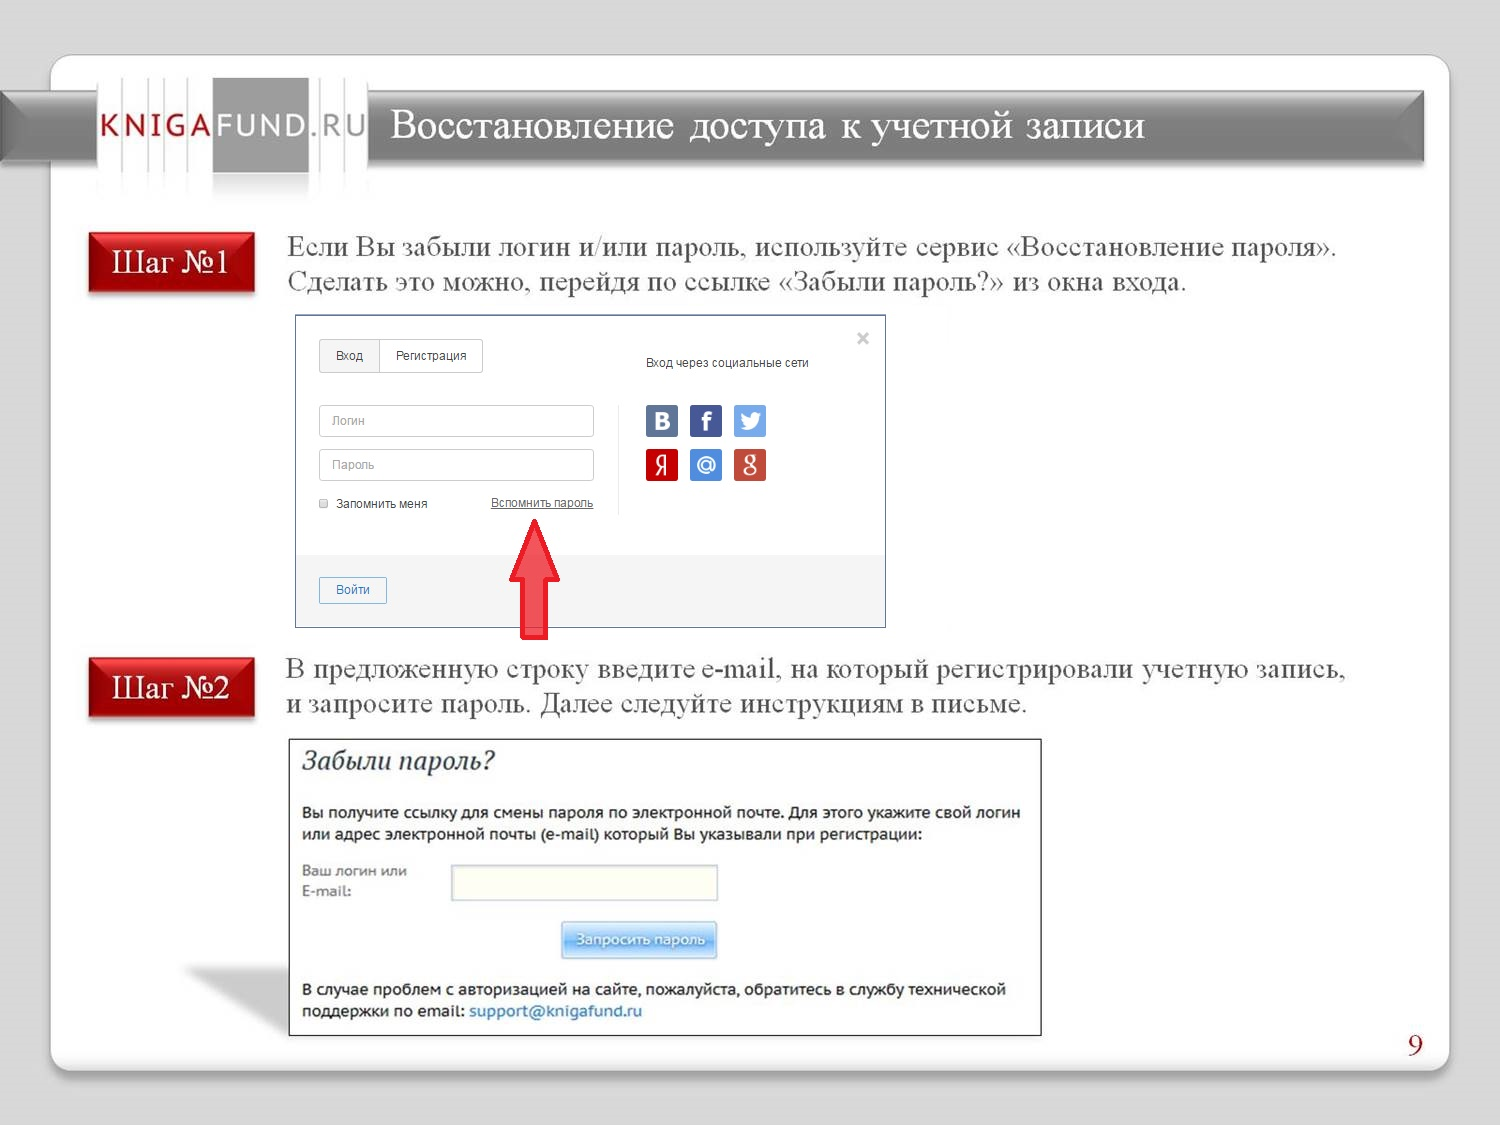 KNIGAFUND.RU
Восстановление доступа к учетной записи
Шаг №1
Если Вы забыли логин и/или пароль, используйте сервис «Восстановление пароля».
Сделать это можно, перейдя по ссылке «Забыли пароль?» из окна входа.
Вход
Регистрация
Вход через социальные сети
Логин
Пароль
Запомнить меня
Вспомнить пароль
B f
Я @ g
Войти
Шаг №2
В предложенную строку введите e-mail, на который регистрировали учетную запись,
и запросите пароль. Далее следуйте инструкциям в письме.
Забыли пароль?
Вы получите ссылку для смены пароля по электронной почте. Для этого укажите свой логин
или адрес электронной почты (e-mail) который Вы указывали при регистрации:
Ваш логин или
E-mail:
Запросить пароль
В случае проблем с авторизацией на сайте, пожалуйста, обратитесь в службу технической
поддержки по email: support@knigafund.ru
9